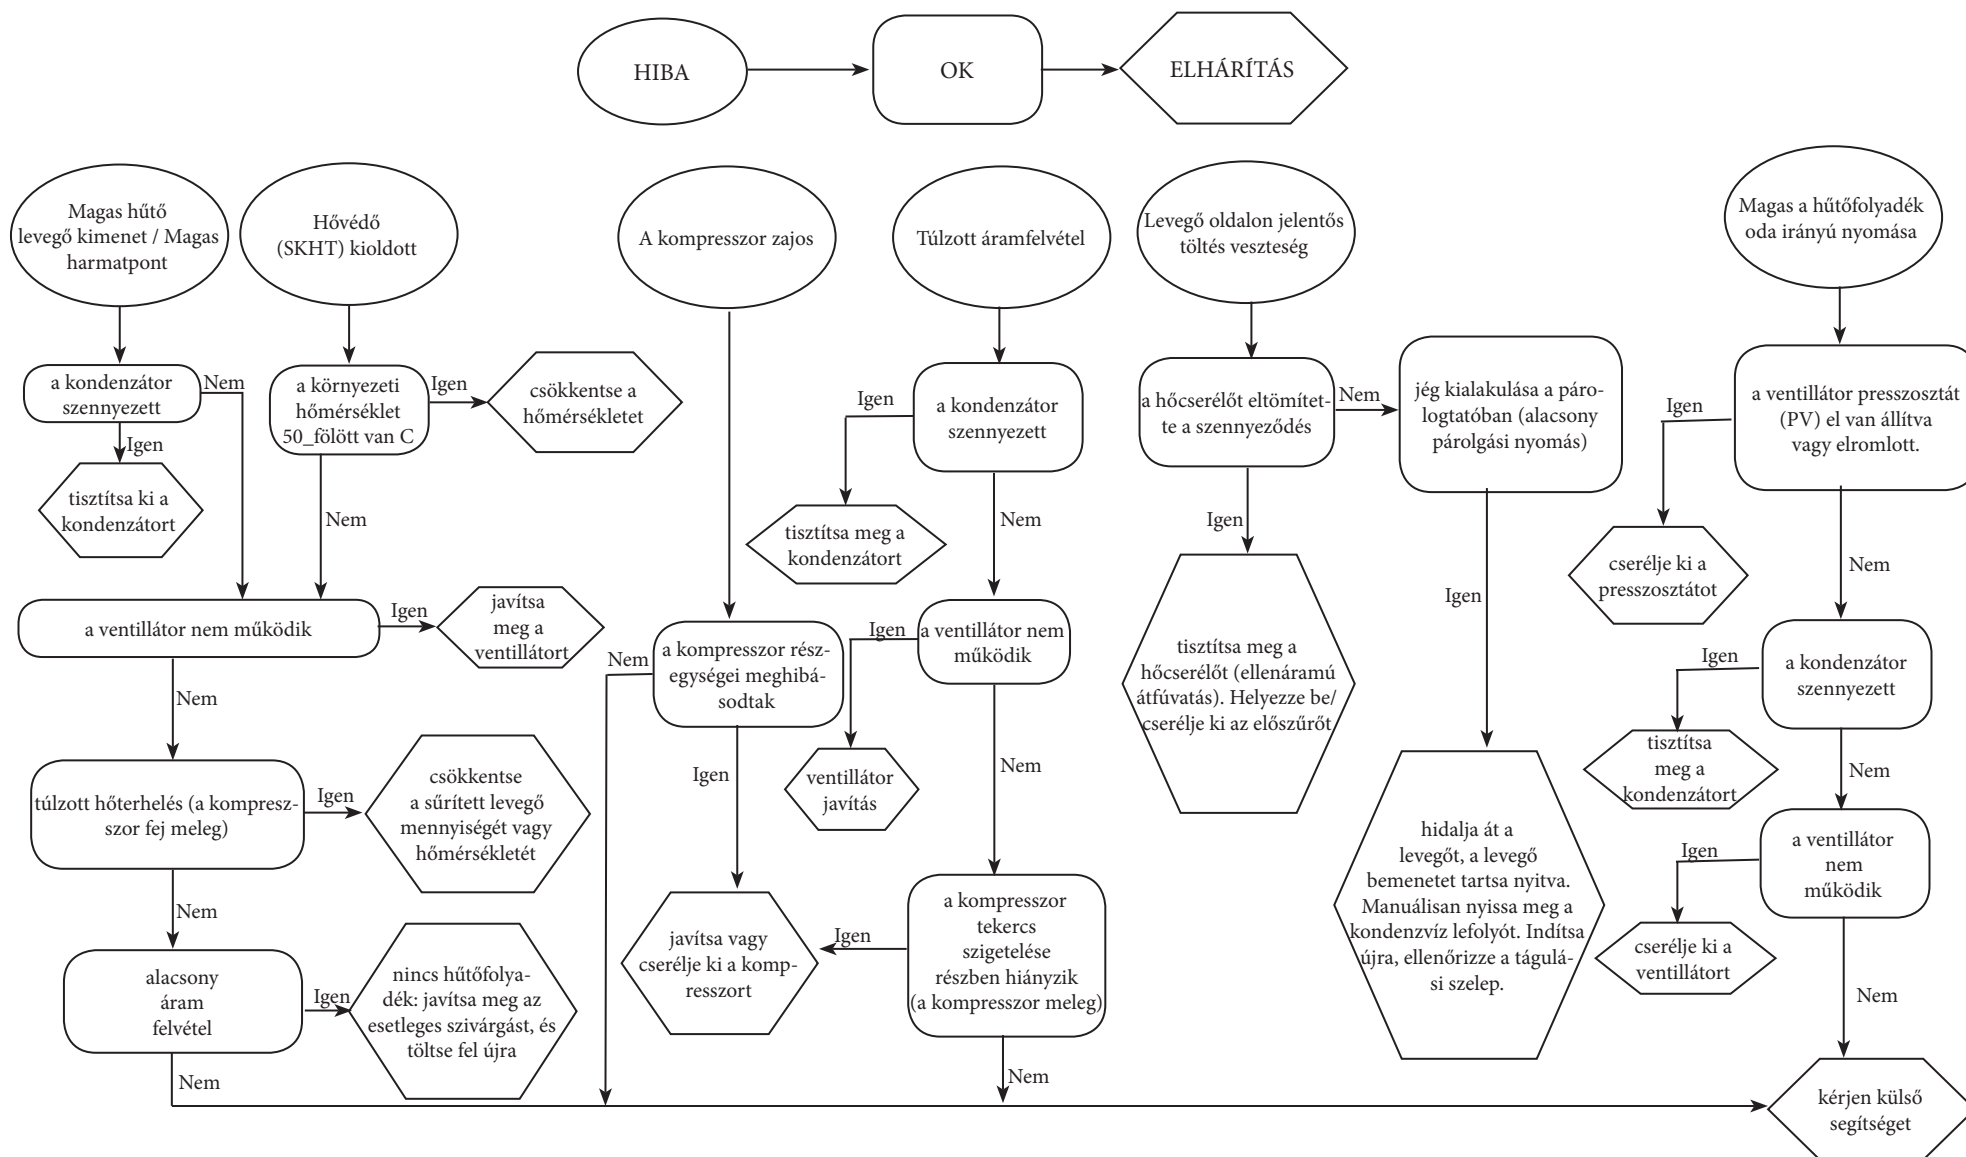 HIBA
OK
ELHÁRÍTÁS
Magas hűtő
levegő kimenet / Magas
harmatpont
Hővédő
(SKHT) kioldott
A kompresszor zajos
Túlzott áramfelvétel
Levegő oldalon jelentős
töltés veszteség
Magas a hűtőfolyadék
oda irányú nyomása
a kondenzátor
szennyezett
Nem
Igen
tisztítsa ki a
kondenzátort
a környezeti
hőmérséklet
50_fölött van C
Igen
csökkentse a
hőmérsékletet
Nem
a ventillátor nem működik
Igen
javítsa
meg a
ventillátort
Nem
túlzott hőterhelés (a kompresz-
szor fej meleg)
Igen
csökkentse
a sűrített levegő
mennyiségét vagy
hőmérsékletét
Nem
alacsony
áram
felvétel
Igen
nincs hűtőfolya-
dék: javítsa meg az
esetleges szivárgást, és
töltse fel újra
Nem
a kompresszor rész-
egységei meghibá-
sodtak
Nem
Igen
javítsa vagy
cserélje ki a komp-
resszort
a kondenzátor
szennyezett
Igen
tisztítsa meg a
kondenzátort
Nem
a ventillátor nem
működik
Igen
ventillátor
javítás
Nem
a kompresszor
tekercs
szigetelése
részben hiányzik
(a kompresszor meleg)
Igen
Nem
a hőcserélőt eltömítet-
te a szennyeződés
Nem
Igen
tisztítsa meg a
hőcserélőt (ellenáramú
átfúvatás). Helyezze be/
cserélje ki az előszűrőt
jég kialakulása a páro-
logtatóban (alacsony
párolgási nyomás)
Igen
hidalja át a
levegőt, a levegő
bemenetet tartsa nyitva.
Manuálisan nyissa meg a
kondenzvíz lefolyót. Indítsa
újra, ellenőrizze a tágulá-
si szelep.
a ventillátor presszosztát
(PV) el van állítva
vagy elromlott.
Igen
cserélje ki a
presszosztátot
Nem
a kondenzátor
szennyezett
Igen
tisztítsa
meg a
kondenzátort
Nem
a ventillátor
nem
működik
Igen
cserélje ki a
ventillátort
Nem
kérjen külső
segítséget